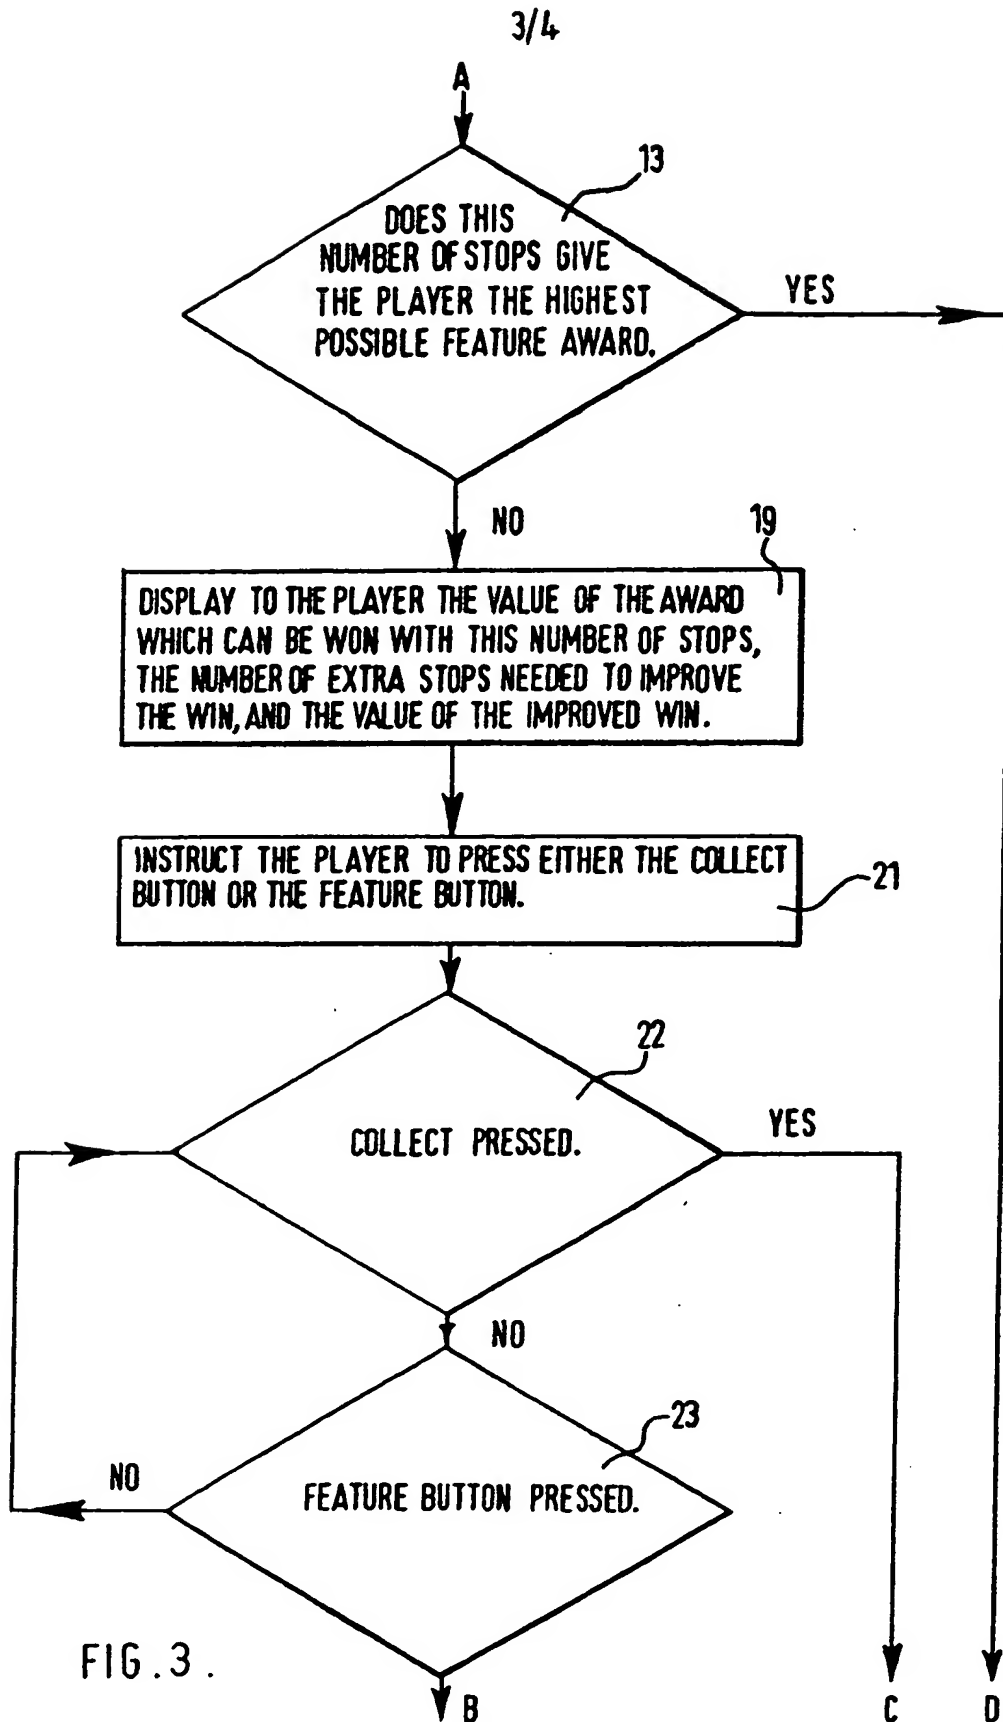 3/4
A
13
DOES THIS
NUMBER OF STOPS GIVE
THE PLAYER THE HIGHEST
POSSIBLE FEATURE AWARD.
YES
NO
19
DISPLAY TO THE PLAYER THE VALUE OF THE AWARD
WHICH CAN BE WON WITH THIS NUMBER OF STOPS,
THE NUMBER OF EXTRA STOPS NEEDED TO IMPROVE
THE WIN, AND THE VALUE OF THE IMPROVED WIN.
INSTRUCT THE PLAYER TO PRESS EITHER THE COLLECT
BUTTON OR THE FEATURE BUTTON.
21
22
COLLECT PRESSED.
YES
NO
23
NO
FEATURE BUTTON PRESSED.
FIG.3.
B
C
D